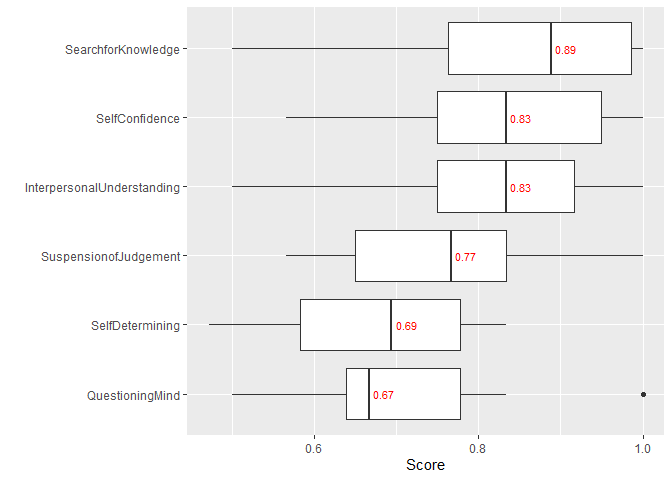 SearchforKnowledge
0.89
SelfConfidence
0.83
InterpersonalUnderstanding
0.83
SuspensionofJudgement
0.77
SelfDetermining
0.69
QuestioningMind
0.67
0.6 0.8 1.0
Score